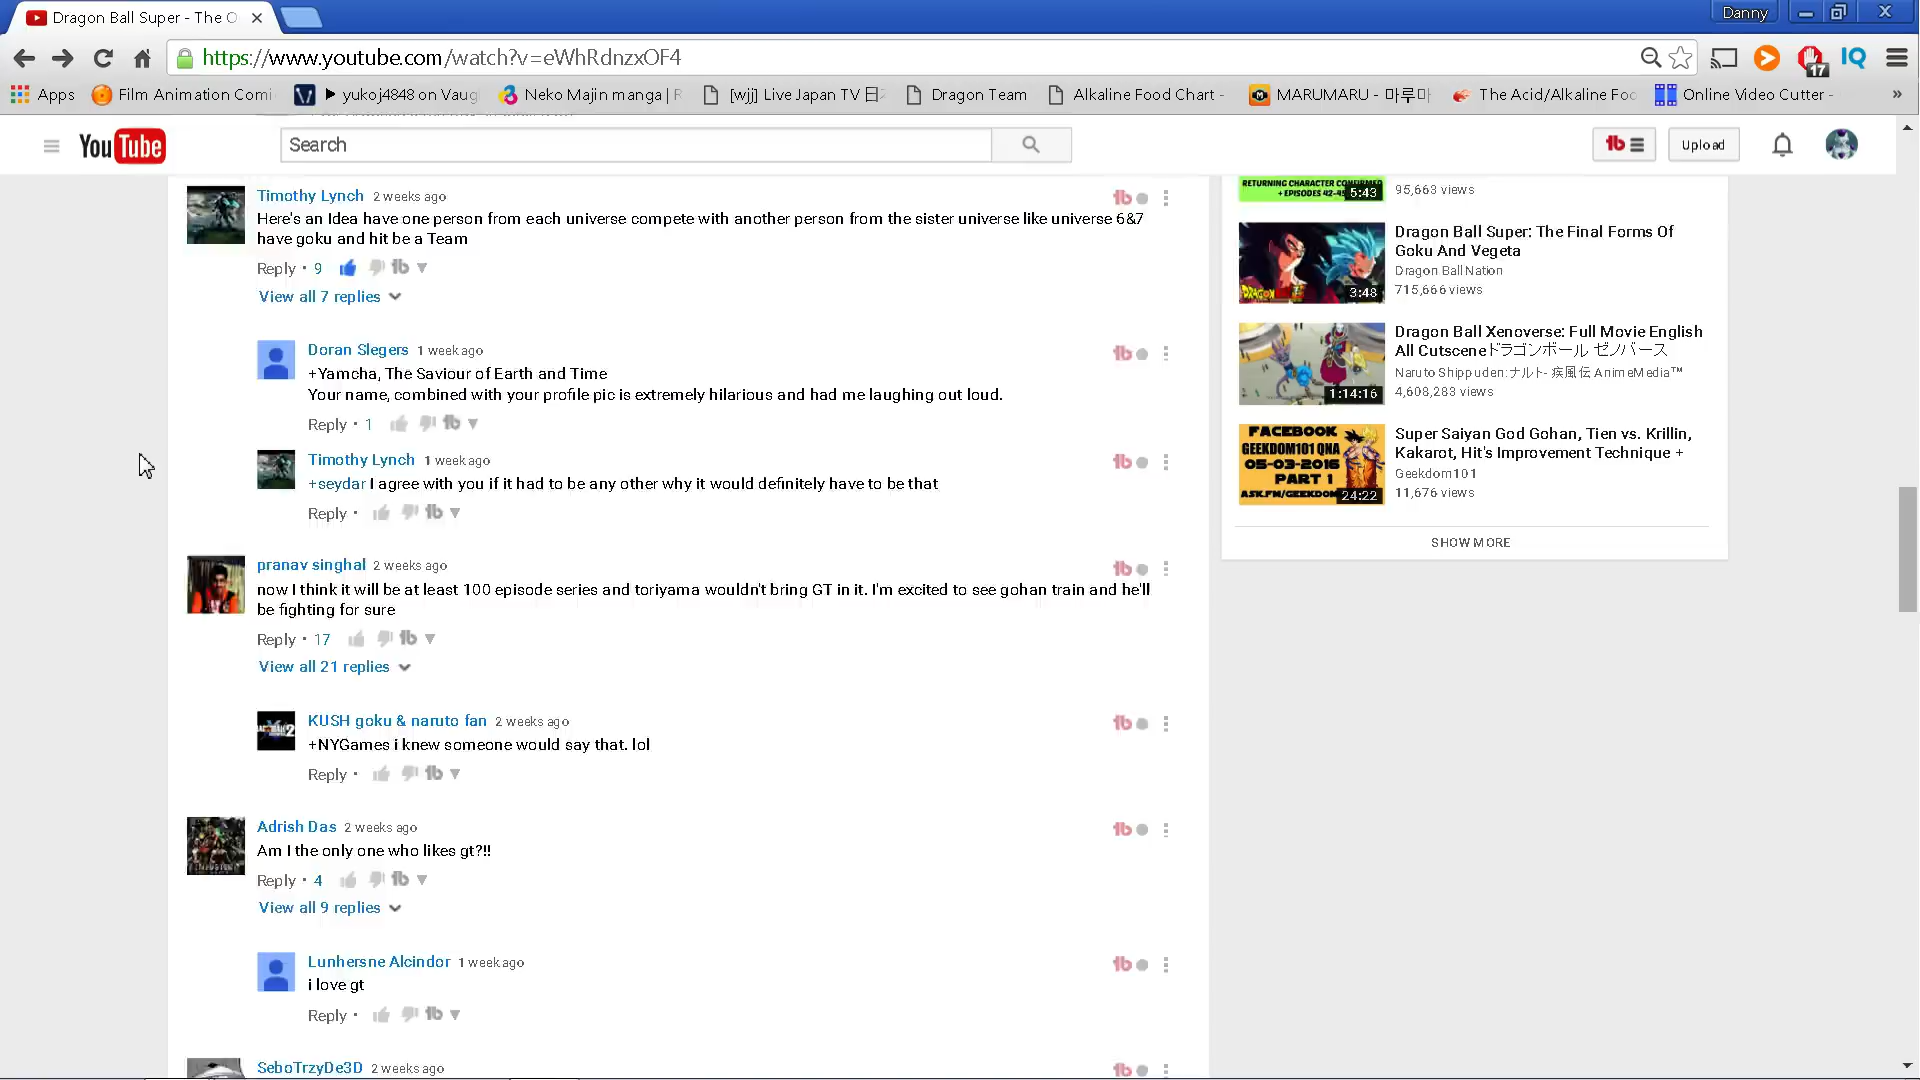 Dragon Ball Super - The O
Danny
https://www.youtube.com/watch?v=eWhRdnzxOF4
17
IQ
Apps
Film Animation Comi
▶ yukoj4848 on Vaug
Neko Majin manga | R
[wjj] Live Japan TV 日
Dragon Team
Alkaline Food Chart -
MARUMARU - 마루마
The Acid/Alkaline Foo
Online Video Cutter -
»
YouTube
Search
Upload
Timothy Lynch 2 weeks ago
Here's an Idea have one person from each universe compete with another person from the sister universe like universe 6&7
have goku and hit be a Team
Reply • 9
View all 7 replies
Doran Slegers 1 week ago
+Yamcha, The Saviour of Earth and Time
Your name, combined with your profile pic is extremely hilarious and had me laughing out loud.
Reply • 1
Timothy Lynch 1 week ago
+seydar I agree with you if it had to be any other why it would definitely have to be that
Reply •
pranav singhal 2 weeks ago
now I think it will be at least 100 episode series and toriyama wouldn't bring GT in it. I'm excited to see gohan train and he'll
be fighting for sure
Reply • 17
View all 21 replies
KUSH goku & naruto fan 2 weeks ago
+NYGames i knew someone would say that. lol
Reply •
Adrish Das 2 weeks ago
Am I the only one who likes gt?!!
Reply • 4
View all 9 replies
Lunhersne Alcindor 1 week ago
i love gt
Reply •
SeboTrzyDe3D 2 weeks ago
RETURNING CHARACTER CONFIRMED
+ EPISODES 42-45
5:43
95,663 views
Dragon Ball Super: The Final Forms Of
Goku And Vegeta
Dragon Ball Nation
715,666 views
3:48
Dragon Ball Xenoverse: Full Movie English
All Cutsceneドラゴンボール ゼノバース
Naruto Shippuden:ナルト- 疾風伝 AnimeMedia™
4,608,283 views
1:14:16
FACEBOOK
GEEKDOM101 QNA
05-03-2016
PART 1
ASK.FM/GEEKDOM
24:22
Super Saiyan God Gohan, Tien vs. Krillin,
Kakarot, Hit's Improvement Technique +
Geekdom101
11,676 views
SHOW MORE